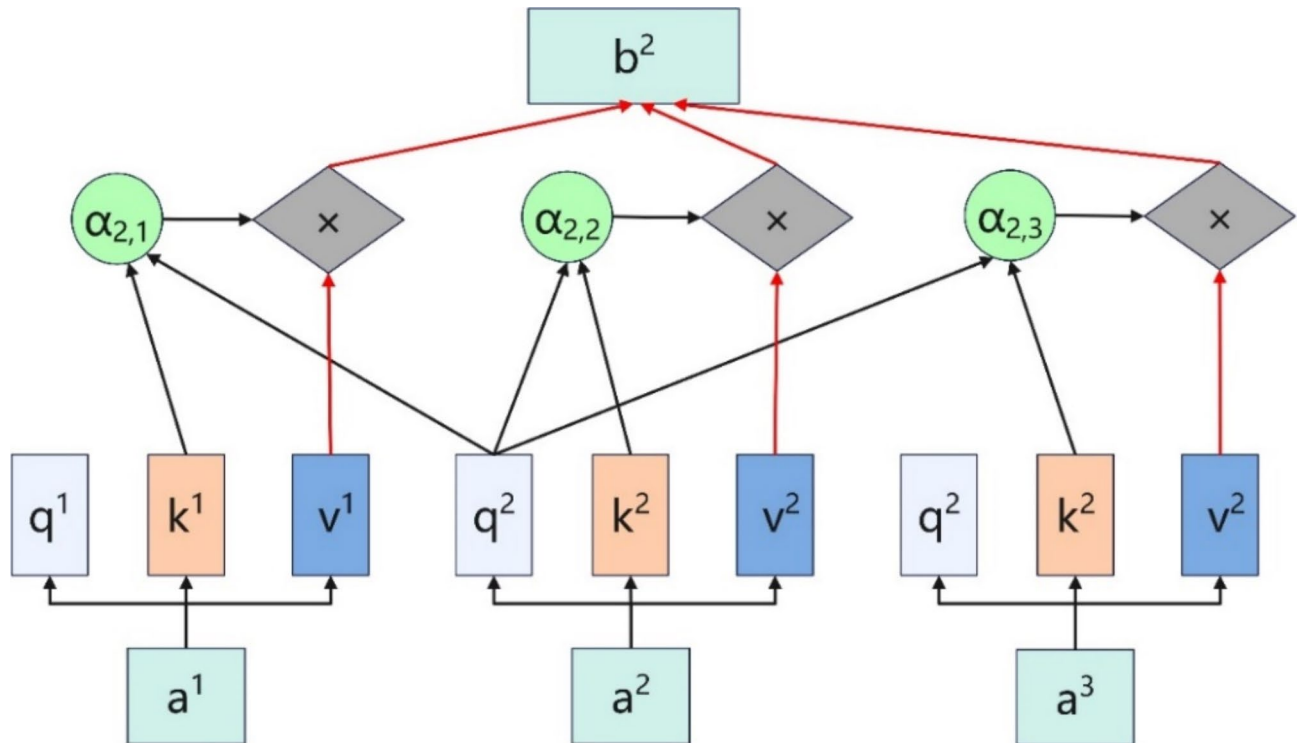 b²
α₂,₁ × α₂,₂ × α₂,₃ ×
q¹ k¹ v¹ q² k² v² q² k² v²
a¹ a² a³